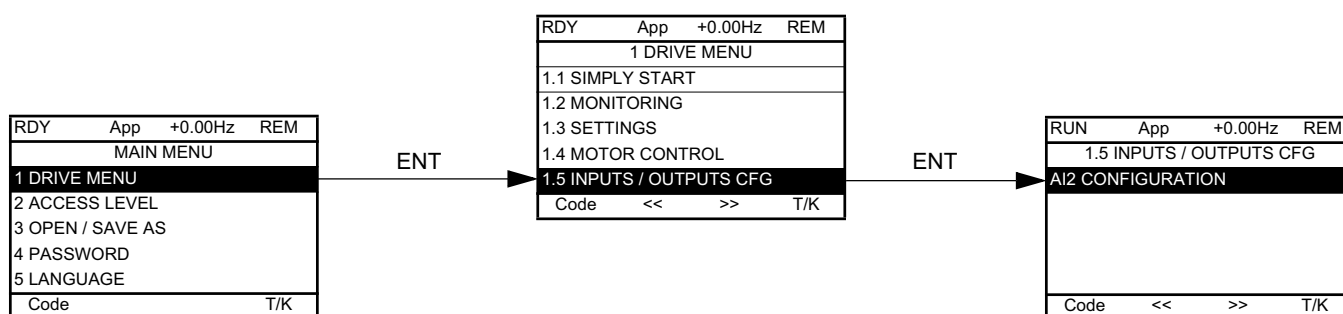 RDY App +0.00Hz REM
MAIN MENU
1 DRIVE MENU
2 ACCESS LEVEL
3 OPEN / SAVE AS
4 PASSWORD
5 LANGUAGE
Code T/K
ENT
RDY App +0.00Hz REM
1 DRIVE MENU
1.1 SIMPLY START
1.2 MONITORING
1.3 SETTINGS
1.4 MOTOR CONTROL
1.5 INPUTS / OUTPUTS CFG
Code << >> T/K
ENT
RUN App +0.00Hz REM
1.5 INPUTS / OUTPUTS CFG
AI2 CONFIGURATION
Code << >> T/K